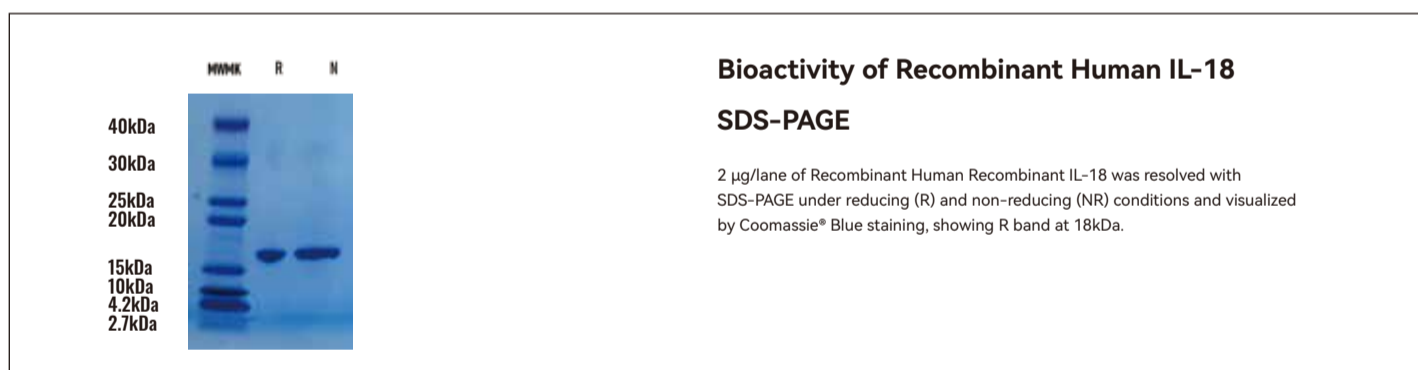 MWMK R N
40kDa
30kDa
25kDa
20kDa
15kDa
10kDa
4.2kDa
2.7kDa
Bioactivity of Recombinant Human IL-18
SDS-PAGE
2 μg/lane of Recombinant Human Recombinant IL-18 was resolved with
SDS-PAGE under reducing (R) and non-reducing (NR) conditions and visualized
by Coomassie® Blue staining, showing R band at 18kDa.